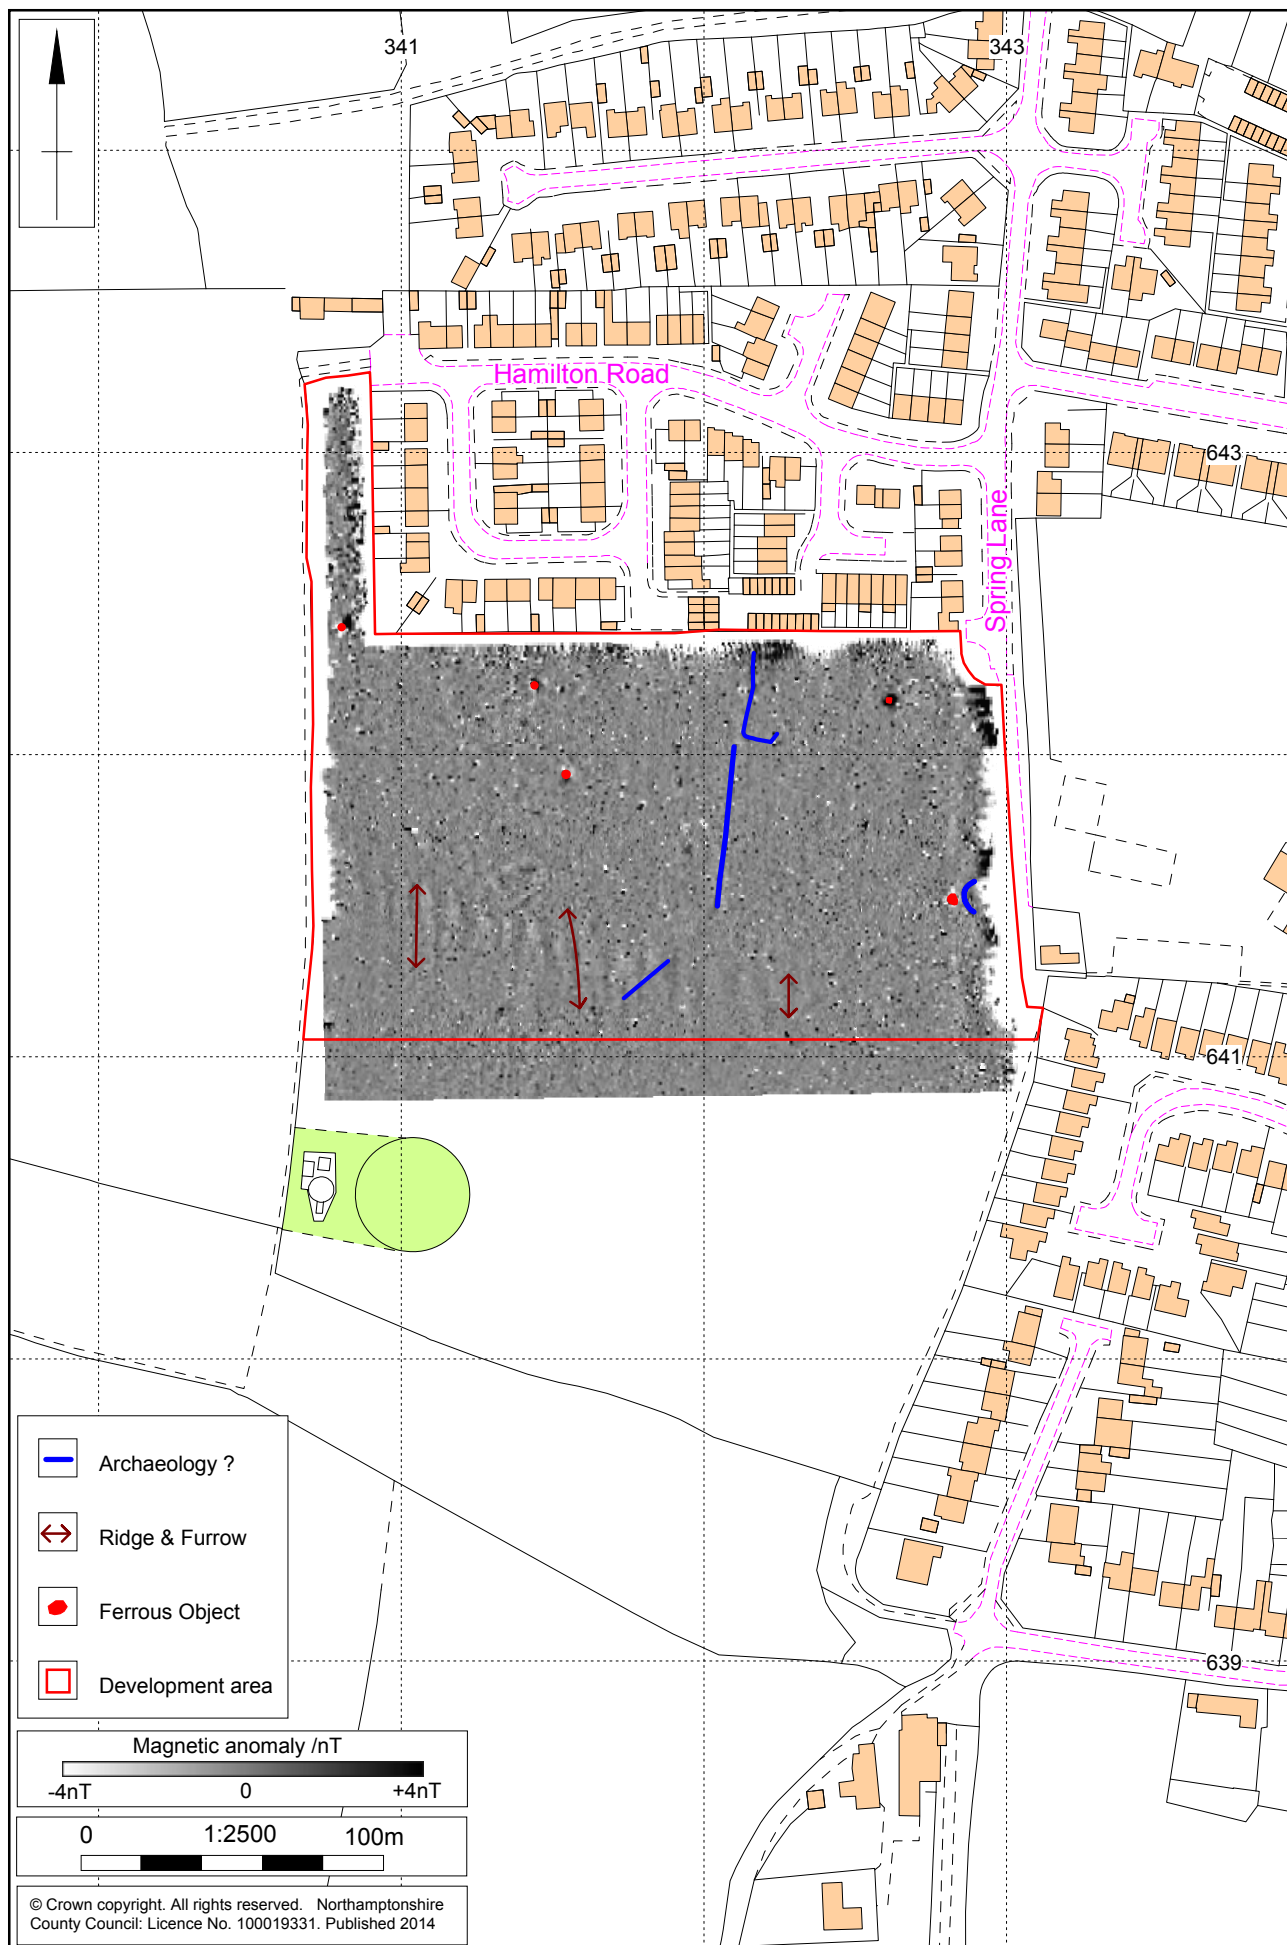 341
343
Hamilton Road
643
Spring Lane
641
639
Archaeology ?
Ridge & Furrow
Ferrous Object
Development area
Magnetic anomaly /nT
-4nT 0 +4nT
0 1:2500 100m
© Crown copyright. All rights reserved. Northamptonshire
County Council: Licence No. 100019331. Published 2014